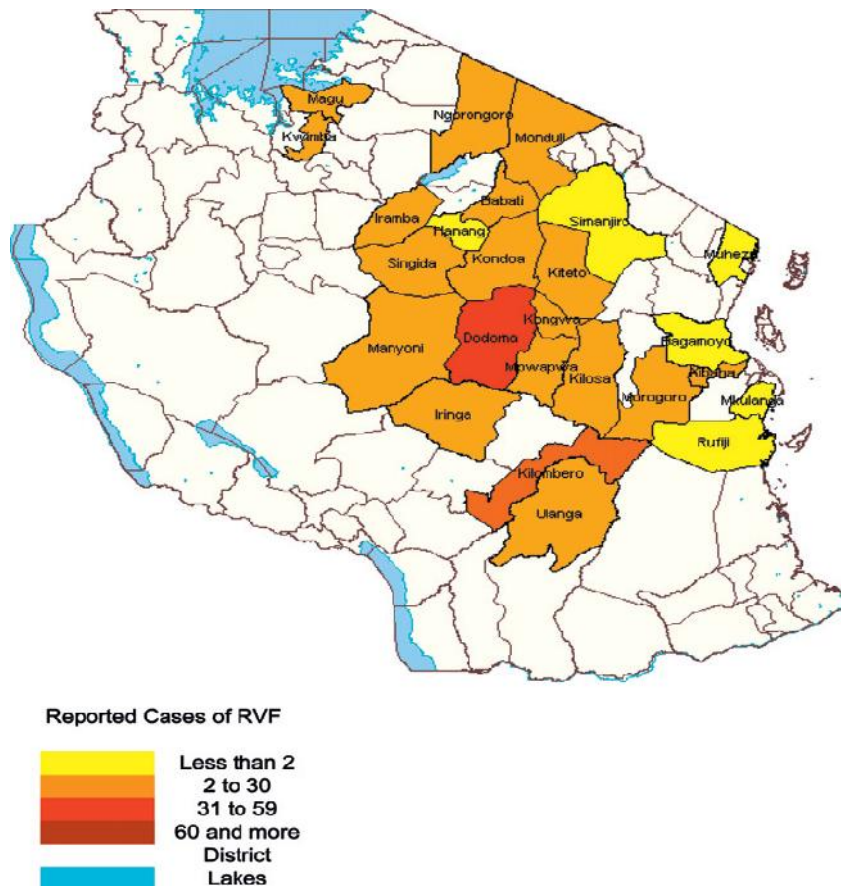 Magu
Ngorongoro
Kwimba
Monduli
Babati
Iramba
Simanjiro
Hanang
Muheza
Singida
Kondoa
Kiteto
Kongwa
Dodoma
Bagamoyo
Manyoni
Mpwapwa
Kibaha
Kilosa
Morogoro
Mkulanga
Iringa
Rufiji
Kilombero
Ulanga
Reported Cases of RVF
Less than 2
2 to 30
31 to 59
60 and more
District
Lakes